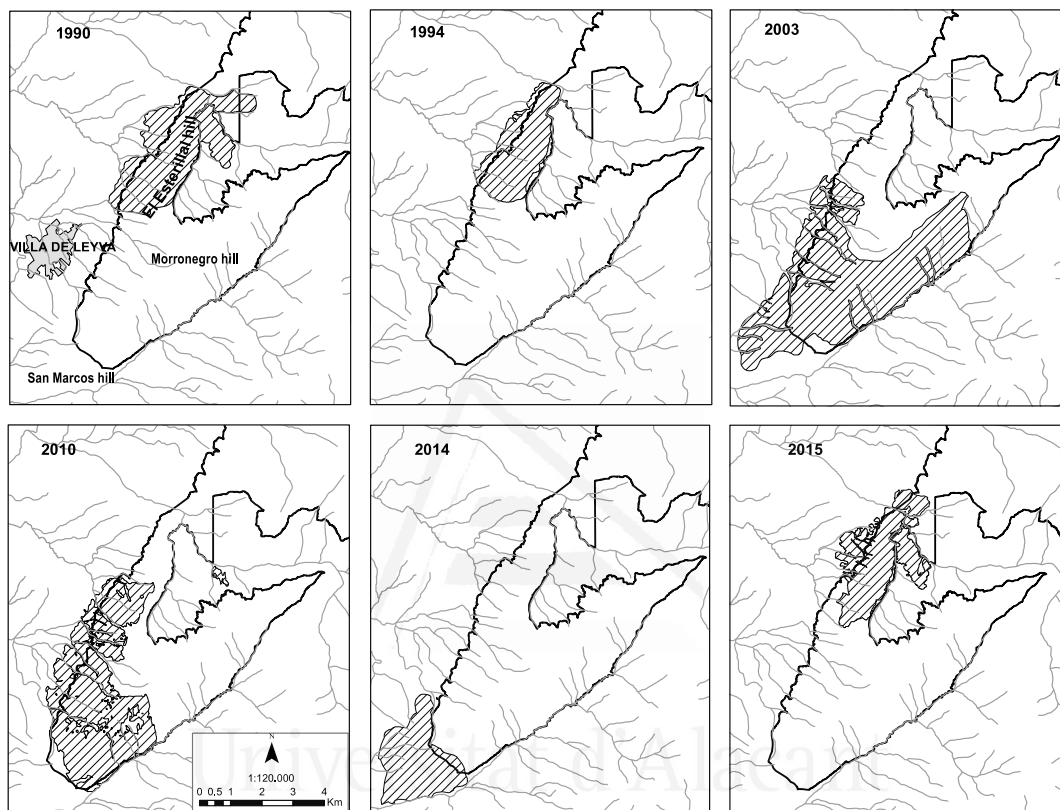 1990
1994
2003
El Esterillal hill
VILLA DE LEYVA
Morronegro hill
San Marcos hill
2010
2014
2015
N
1:120.000
0 0,5 1 2 3 4
Km
Universitat d'Alacant